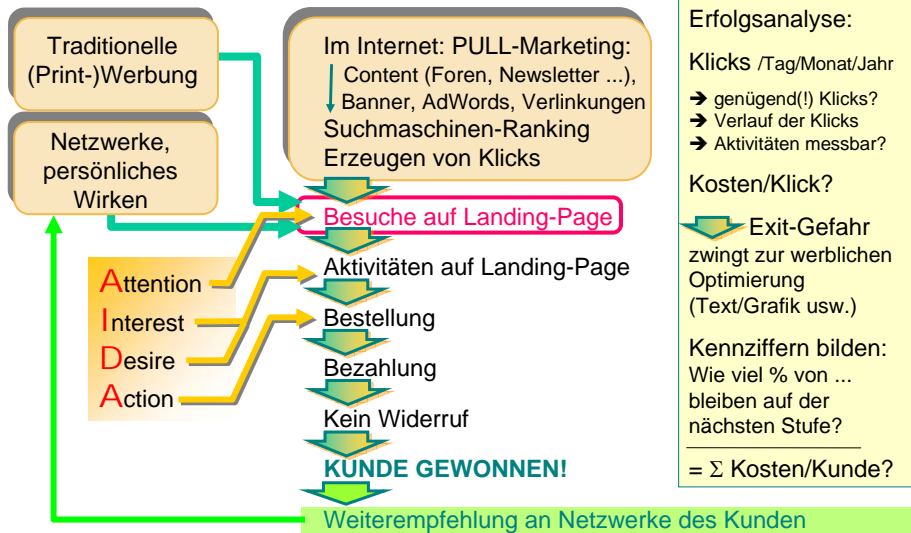 Traditionelle
(Print-)Werbung
Netzwerke,
persönliches
Wirken
Im Internet: PULL-Marketing:
Content (Foren, Newsletter ...),
Banner, AdWords, Verlinkungen
Suchmaschinen-Ranking
Erzeugen von Klicks
Besuche auf Landing-Page
Aktivitäten auf Landing-Page
Bestellung
Bezahlung
Kein Widerruf
KUNDE GEWONNEN!
Weiterempfehlung an Netzwerke des Kunden
Attention
Interest
Desire
Action
Erfolgsanalyse:
Klicks /Tag/Monat/Jahr
➔ genügend(!) Klicks?
➔ Verlauf der Klicks
➔ Aktivitäten messbar?
Kosten/Klick?
Exit-Gefahr
zwingt zur werblichen
Optimierung
(Text/Grafik usw.)
Kennziffern bilden:
Wie viel % von ...
bleiben auf der
nächsten Stufe?
= Σ Kosten/Kunde?